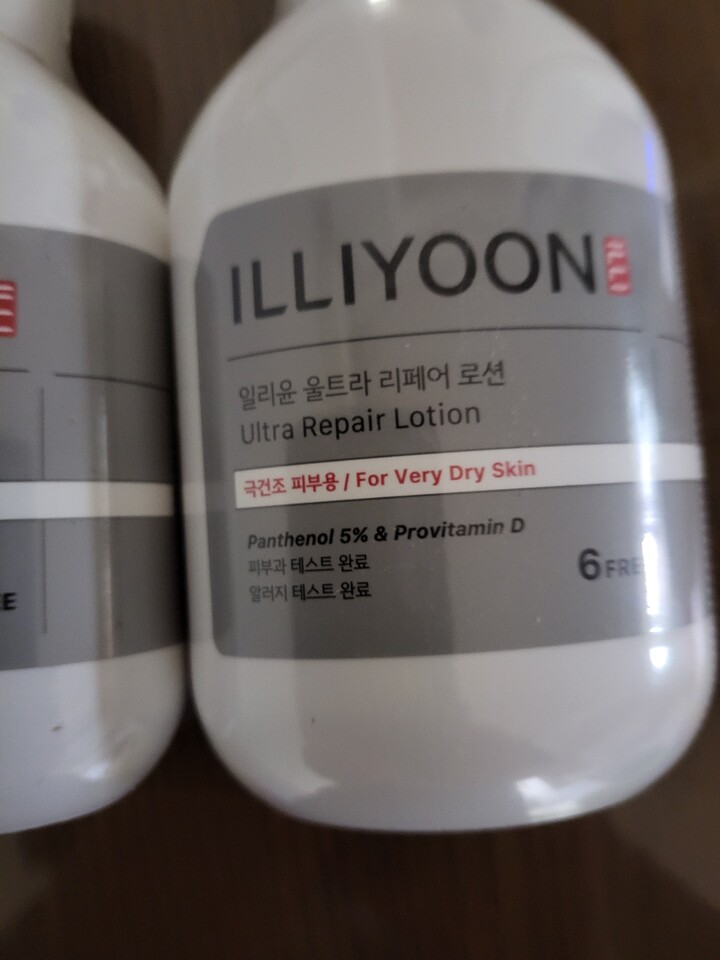 ILLIYOON
일리윤 울트라 리페어 로션
Ultra Repair Lotion
극건조 피부용 / For Very Dry Skin
Panthenol 5% & Provitamin D
피부과 테스트 완료
알러지 테스트 완료
6 FREE